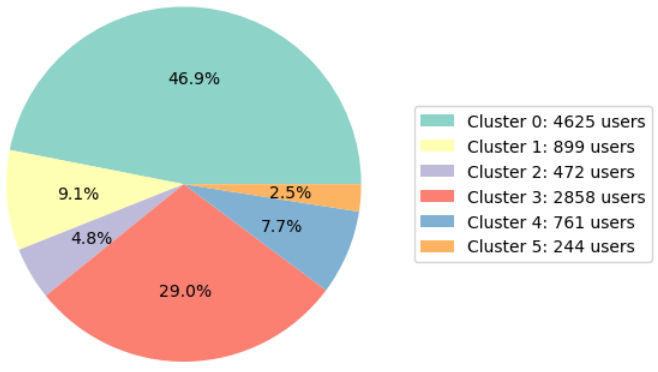 46.9%
9.1%
4.8%
29.0%
7.7%
2.5%
Cluster 0: 4625 users
Cluster 1: 899 users
Cluster 2: 472 users
Cluster 3: 2858 users
Cluster 4: 761 users
Cluster 5: 244 users